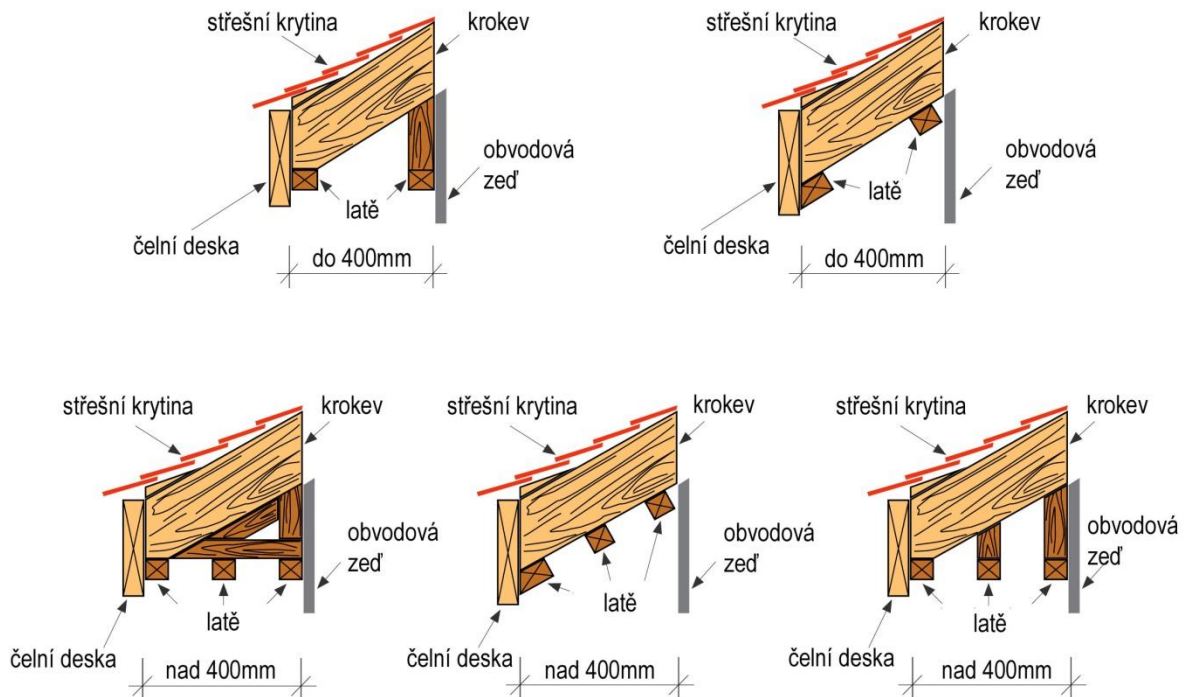 střešní krytina
krokev
obvodová
zeď
latě
čelní deska
do 400mm
střešní krytina
krokev
obvodová
zeď
latě
čelní deska
do 400mm
střešní krytina
krokev
obvodová
zeď
latě
čelní deska
nad 400mm
střešní krytina
krokev
obvodová
zeď
latě
čelní deska
nad 400mm
střešní krytina
krokev
obvodová
zeď
latě
čelní deska
nad 400mm